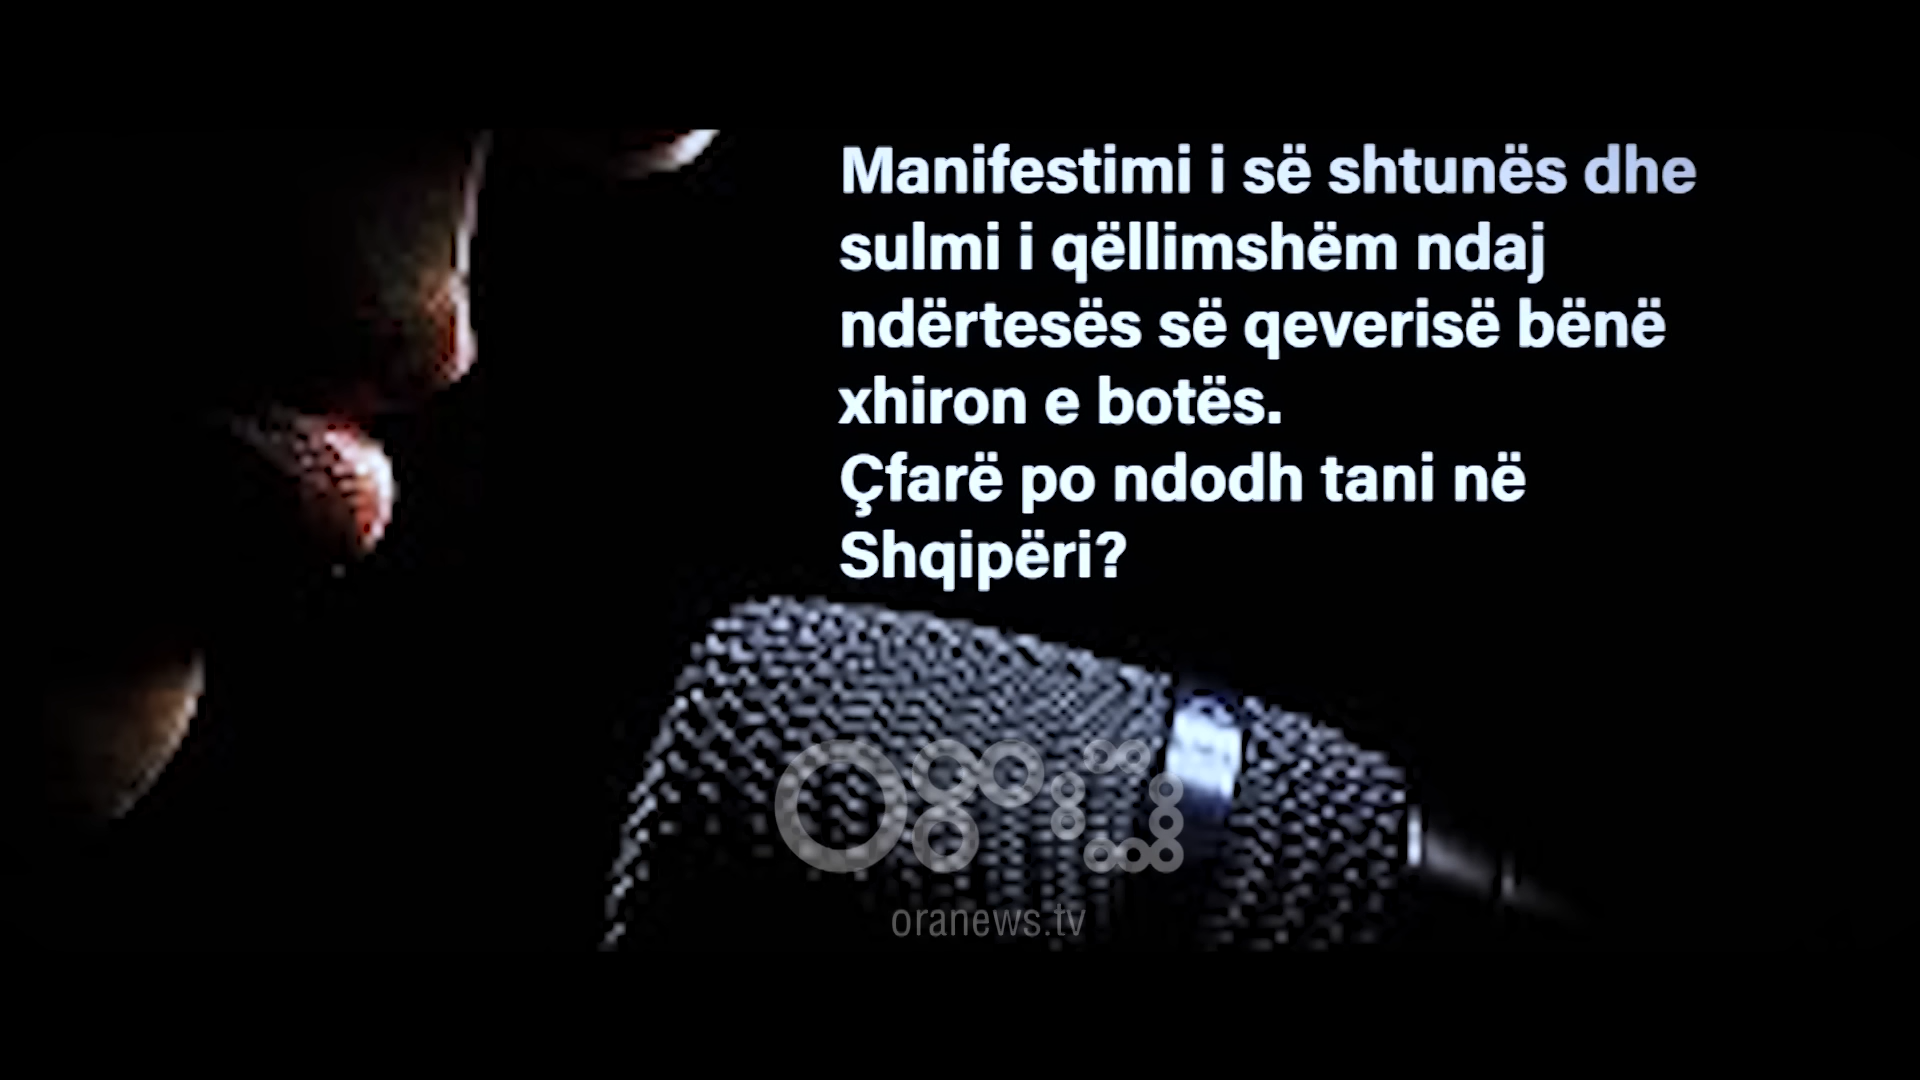 Manifestimi i së shtunës dhe
sulmi i qëllimshëm ndaj
ndërtesës së qeverisë bënë
xhiron e botës.
Çfarë po ndodh tani në
Shqipëri?
ora
oranews.tv